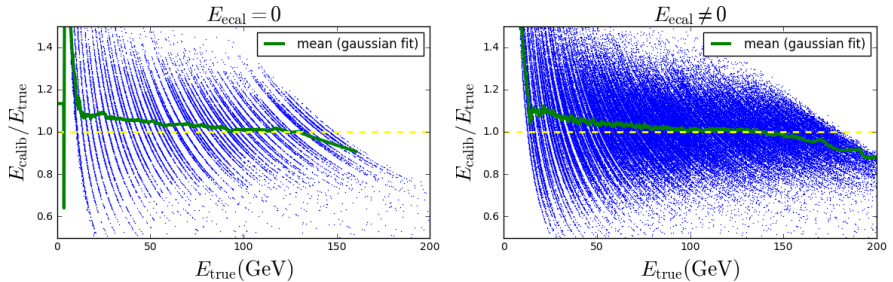 E_ecal = 0
mean (gaussian fit)
1.4
1.2
1.0
0.8
0.6
E_calib/E_true
0 50 100 150 200
E_true(GeV)
E_ecal ≠ 0
mean (gaussian fit)
1.4
1.2
1.0
0.8
0.6
E_calib/E_true
0 50 100 150 200
E_true(GeV)